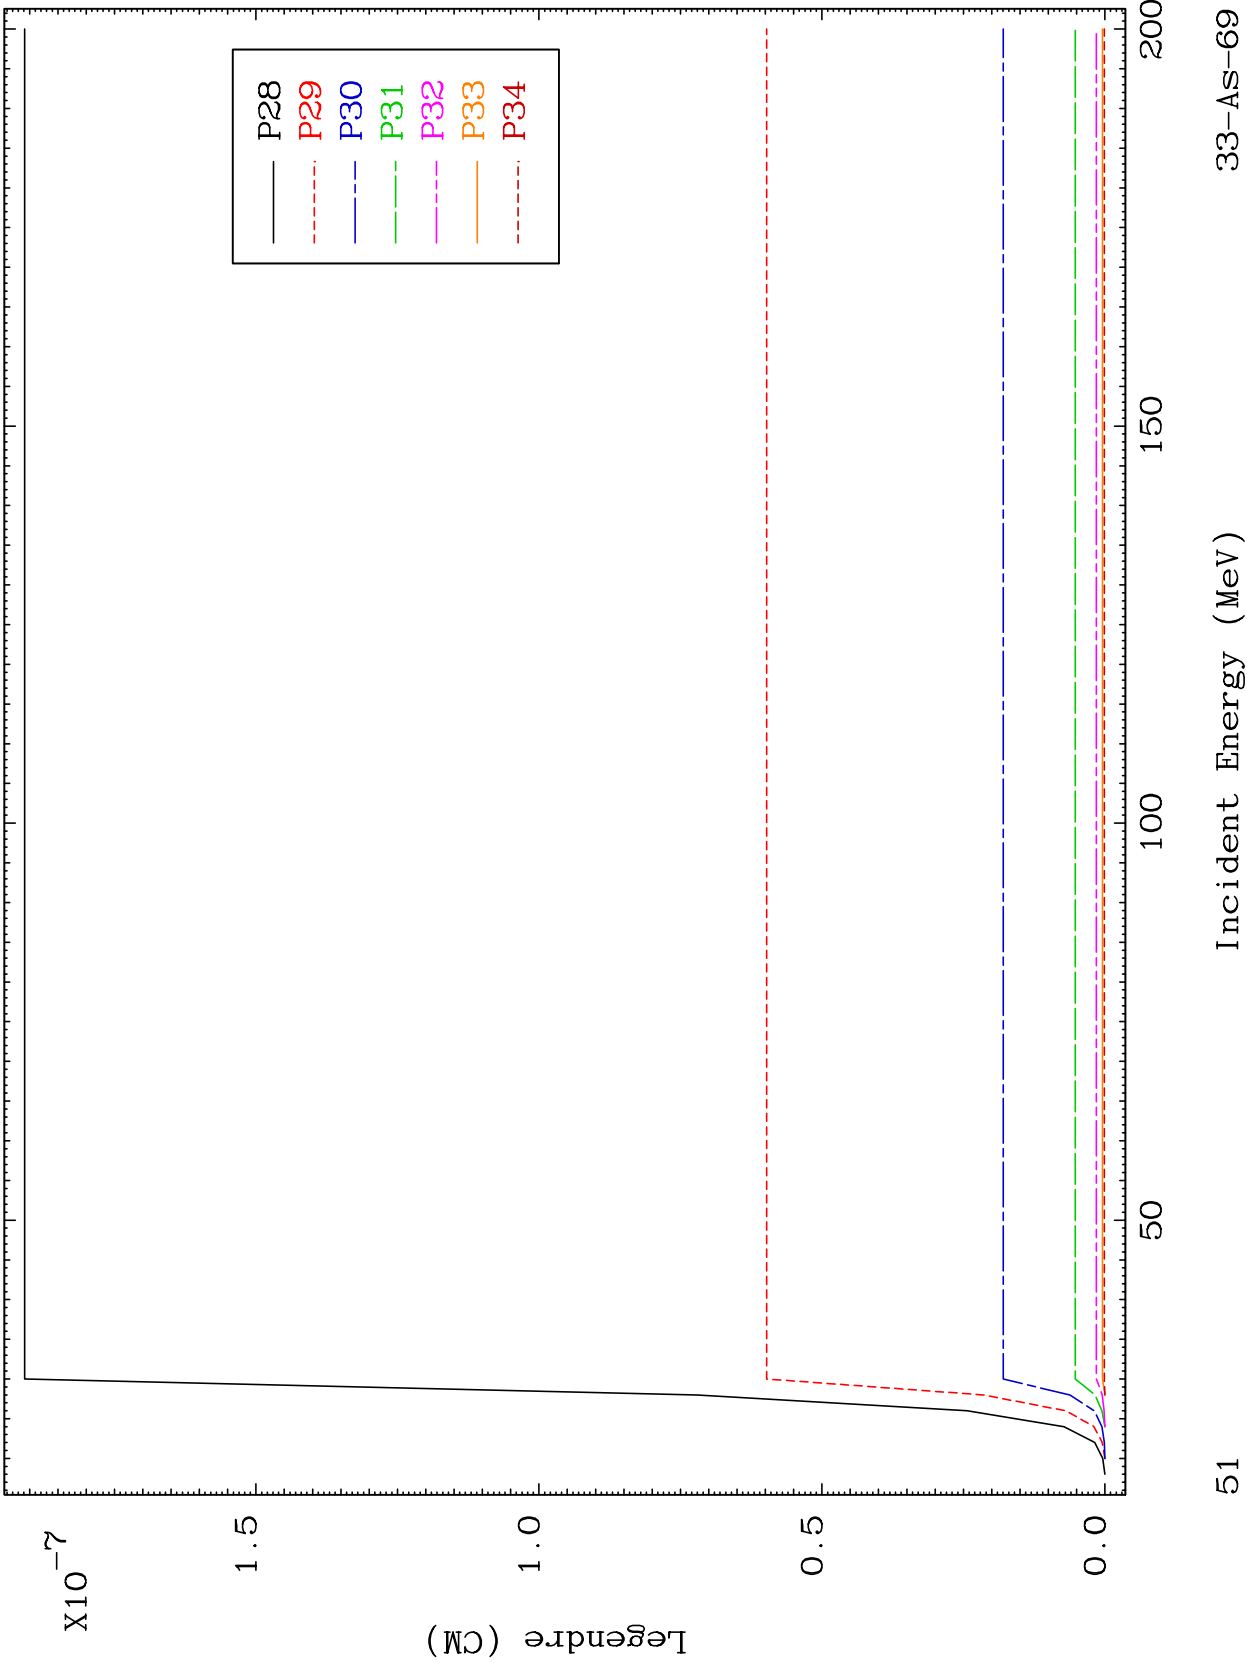 X10-7
Legendre (CM)
1.5
1.0
0.5
0.0
P28
P29
P30
P31
P32
P33
P34
50
100
150
200
Incident Energy (MeV)
51
33-As-69